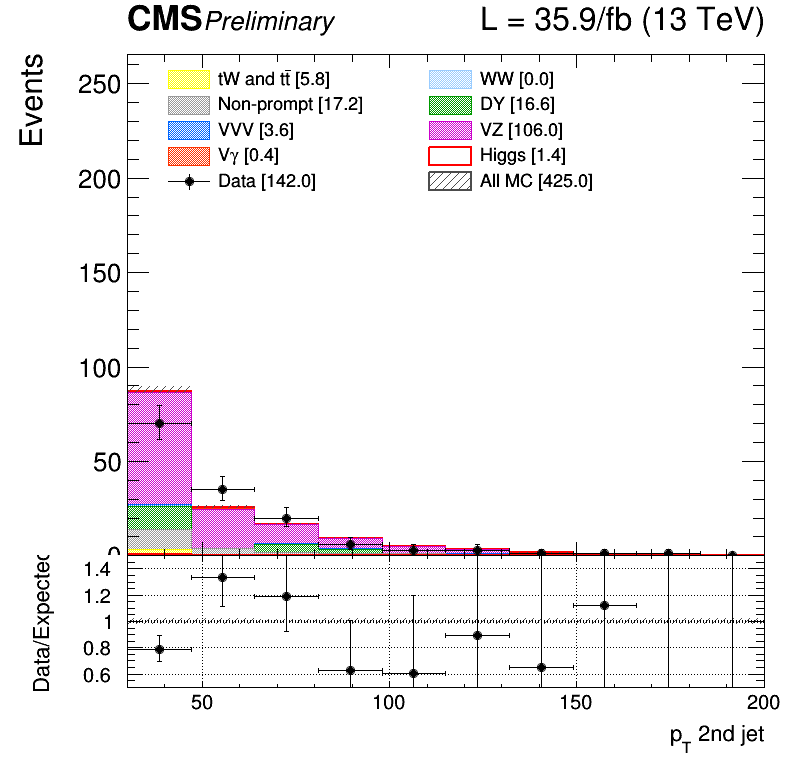 CMS Preliminary L = 35.9/fb (13 TeV)
Events
250
200
150
100
50
0
tW and tt̄ [5.8]
Non-prompt [17.2]
VVV [3.6]
Vγ [0.4]
Data [142.0]
WW [0.0]
DY [16.6]
VZ [106.0]
Higgs [1.4]
All MC [425.0]
Data/Expected
1.4
1.2
1
0.8
0.6
50 100 150 200
p_T 2nd jet